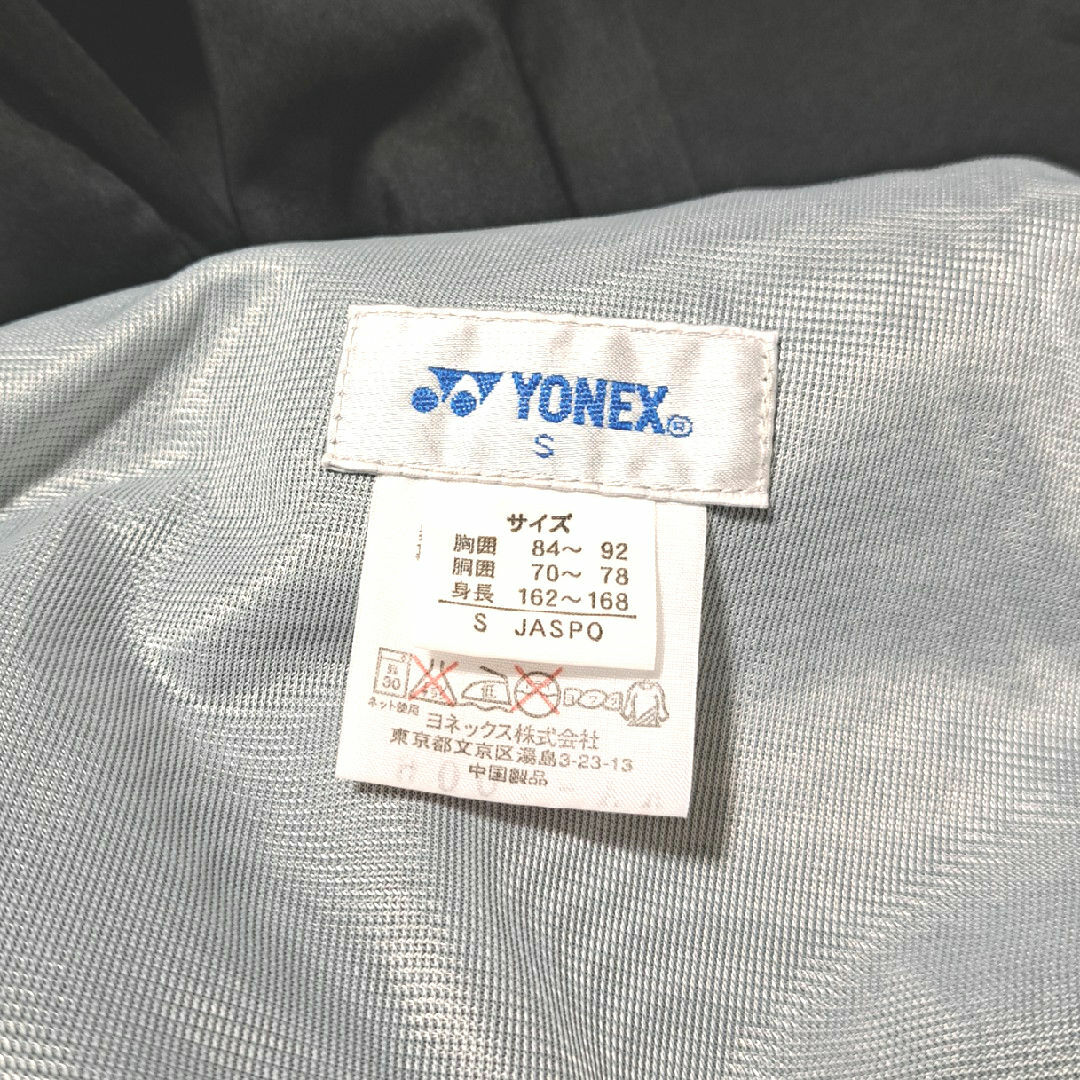 YONEX®
S
サイズ
胸囲 84〜 92
胴囲 70〜 78
身長 162〜168
S JASPO
30
ネット使用
ヨネックス株式会社
東京都文京区湯島3-23-13
中国製品